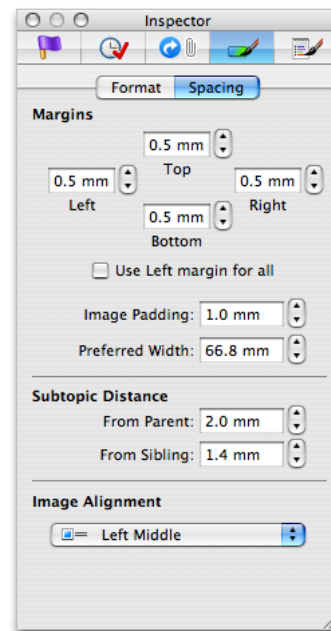 Inspector
Format Spacing
Margins
0.5 mm
Top
0.5 mm 0.5 mm
Left Right
0.5 mm
Bottom
Use Left margin for all
Image Padding: 1.0 mm
Preferred Width: 66.8 mm
Subtopic Distance
From Parent: 2.0 mm
From Sibling: 1.4 mm
Image Alignment
Left Middle